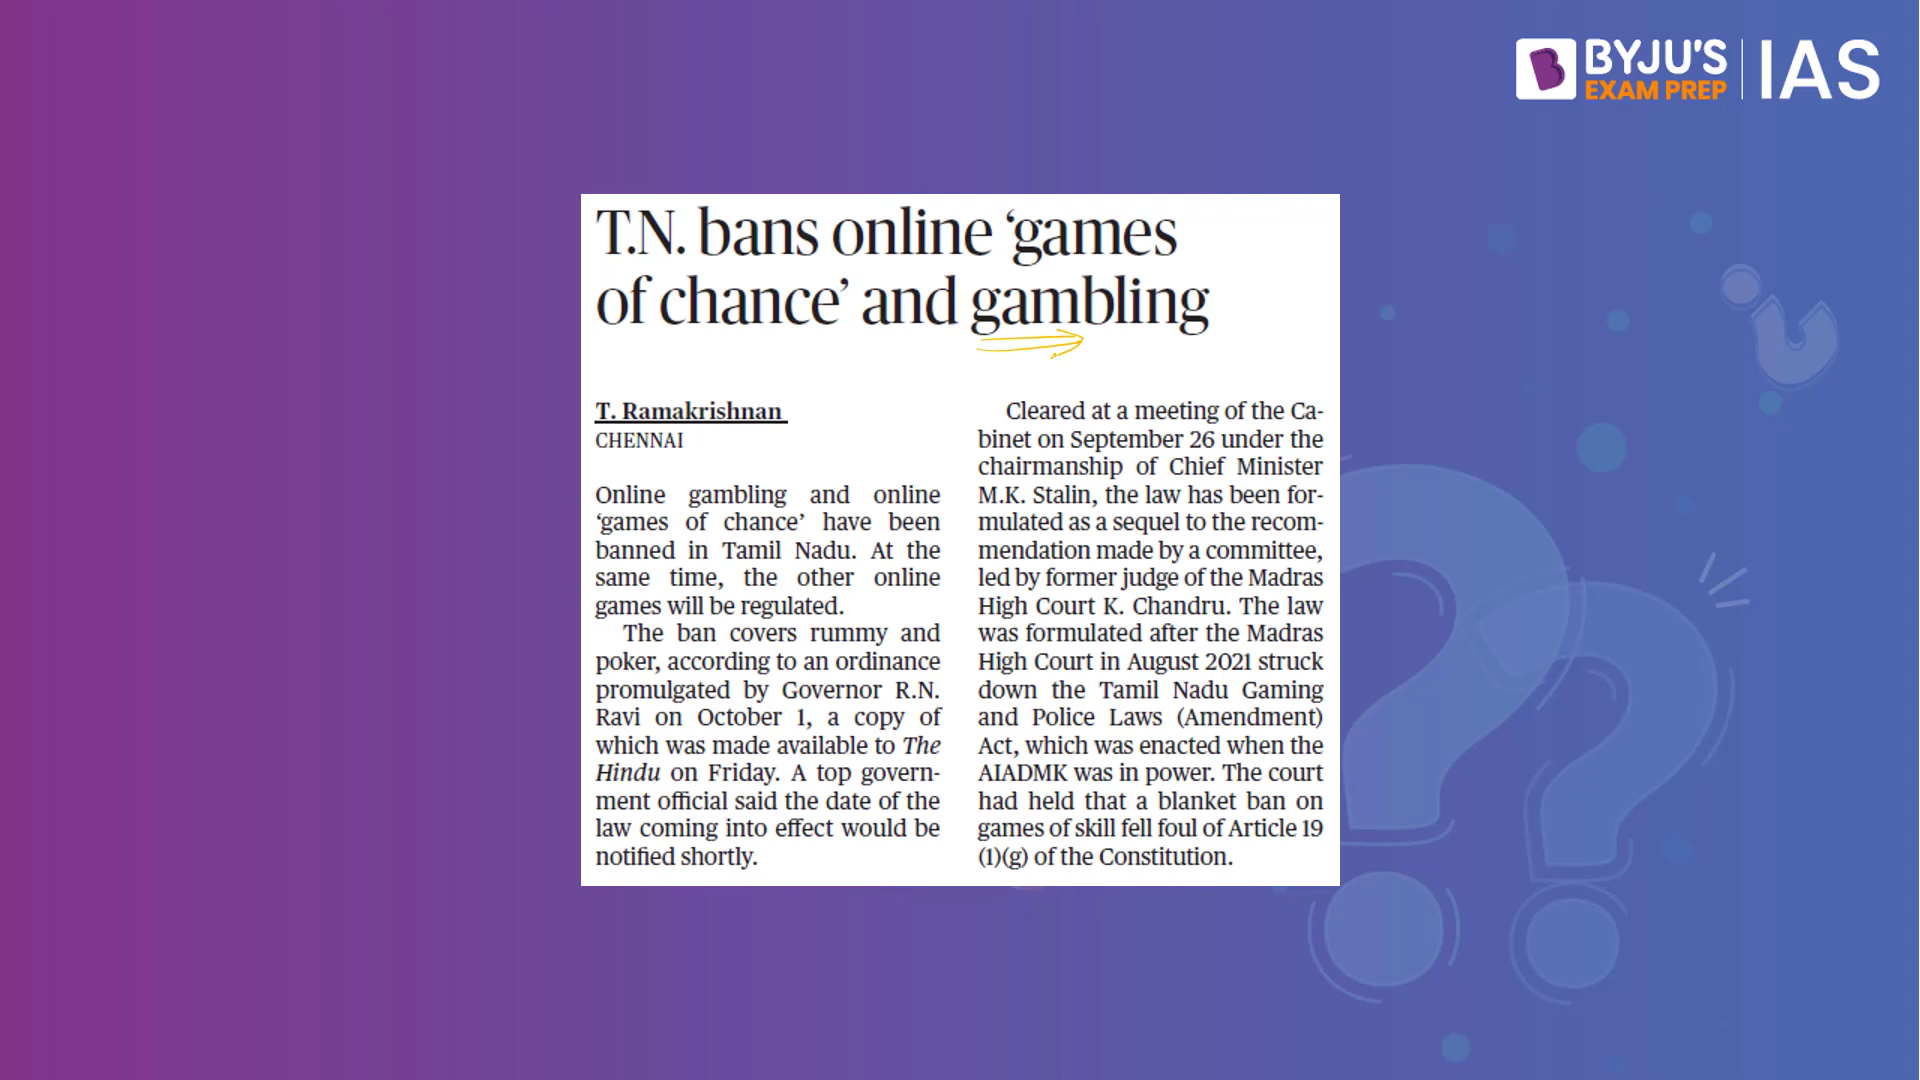 BYJU'S
EXAM PREP
IAS
T.N. bans online ‘games
of chance’ and gambling
T. Ramakrishnan
CHENNAI
Online gambling and online
‘games of chance’ have been
banned in Tamil Nadu. At the
same time, the other online
games will be regulated.
The ban covers rummy and
poker, according to an ordinance
promulgated by Governor R.N.
Ravi on October 1, a copy of
which was made available to The
Hindu on Friday. A top govern-
ment official said the date of the
law coming into effect would be
notified shortly.
Cleared at a meeting of the Ca-
binet on September 26 under the
chairmanship of Chief Minister
M.K. Stalin, the law has been for-
mulated as a sequel to the recom-
mendation made by a committee,
led by former judge of the Madras
High Court K. Chandru. The law
was formulated after the Madras
High Court in August 2021 struck
down the Tamil Nadu Gaming
and Police Laws (Amendment)
Act, which was enacted when the
AIADMK was in power. The court
had held that a blanket ban on
games of skill fell foul of Article 19
(1)(g) of the Constitution.